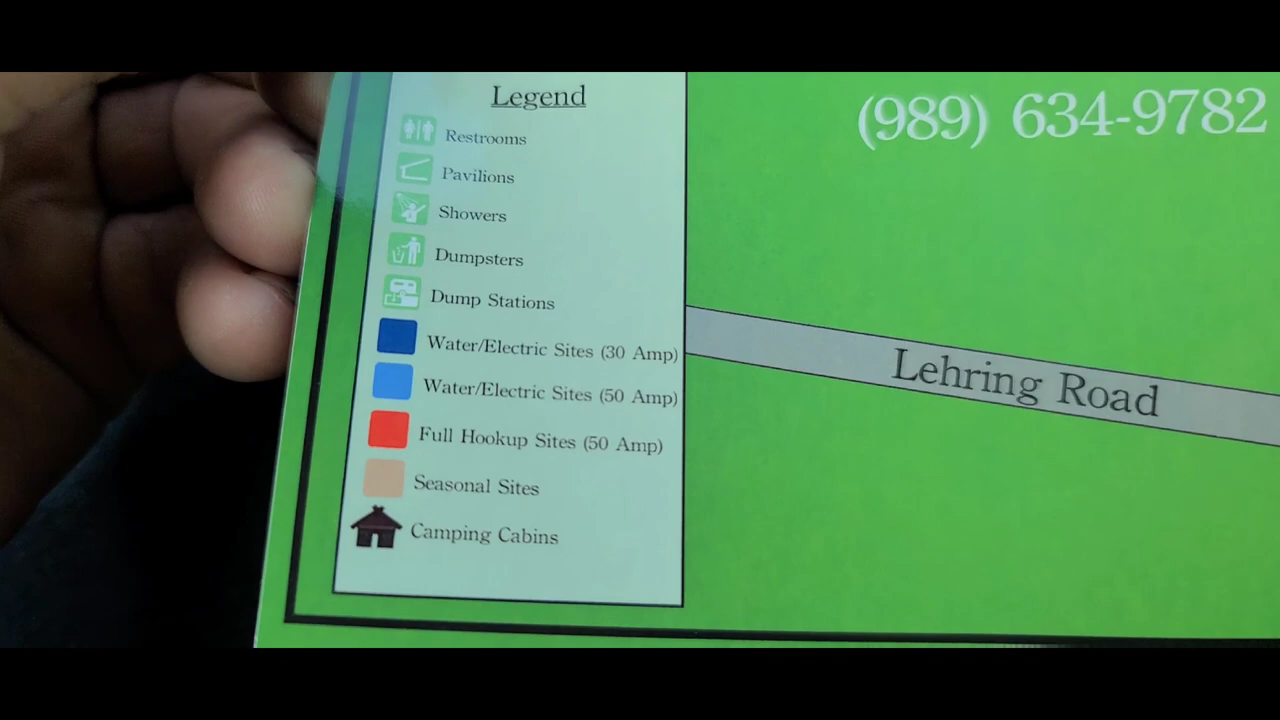 Legend
Restrooms
Pavilions
Showers
Dumpsters
Dump Stations
Water/Electric Sites (30 Amp)
Water/Electric Sites (50 Amp)
Full Hookup Sites (50 Amp)
Seasonal Sites
Camping Cabins
(989) 634-9782
Lehring Road